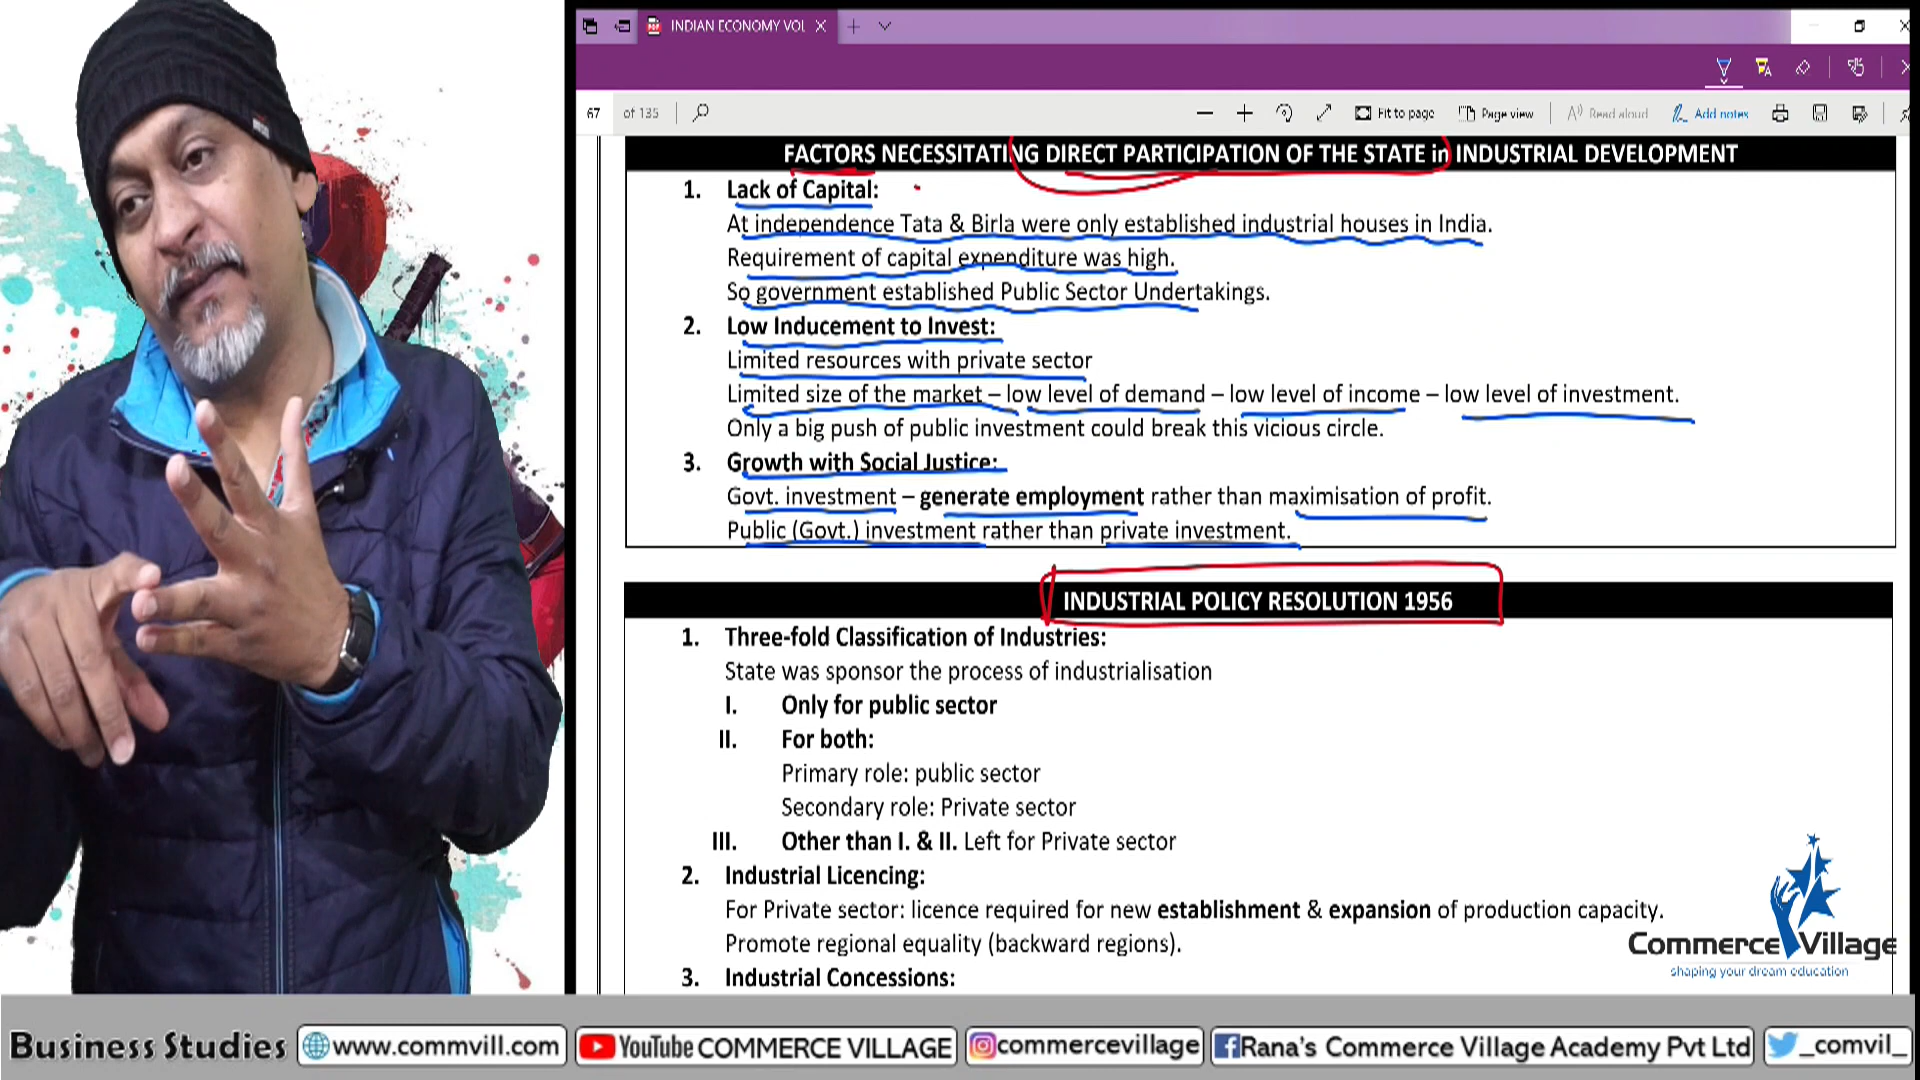 INDIAN ECONOMY VOL
67 of 135
Fit to page
Page view
Read aloud
Add notes
FACTORS NECESSITATING DIRECT PARTICIPATION OF THE STATE in INDUSTRIAL DEVELOPMENT
1. Lack of Capital:
At independence Tata & Birla were only established industrial houses in India.
Requirement of capital expenditure was high.
So government established Public Sector Undertakings.
2. Low Inducement to Invest:
Limited resources with private sector
Limited size of the market – low level of demand – low level of income – low level of investment.
Only a big push of public investment could break this vicious circle.
3. Growth with Social Justice:
Govt. investment – generate employment rather than maximisation of profit.
Public (Govt.) investment rather than private investment.
INDUSTRIAL POLICY RESOLUTION 1956
1. Three-fold Classification of Industries:
State was sponsor the process of industrialisation
I. Only for public sector
II. For both:
Primary role: public sector
Secondary role: Private sector
III. Other than I. & II. Left for Private sector
2. Industrial Licencing:
For Private sector: licence required for new establishment & expansion of production capacity.
Promote regional equality (backward regions).
3. Industrial Concessions:
Commerce Village
shaping your dream education
Business Studies
www.commvill.com
YouTube COMMERCE VILLAGE
commercevillage
Rana's Commerce Village Academy Pvt Ltd
_comvil_